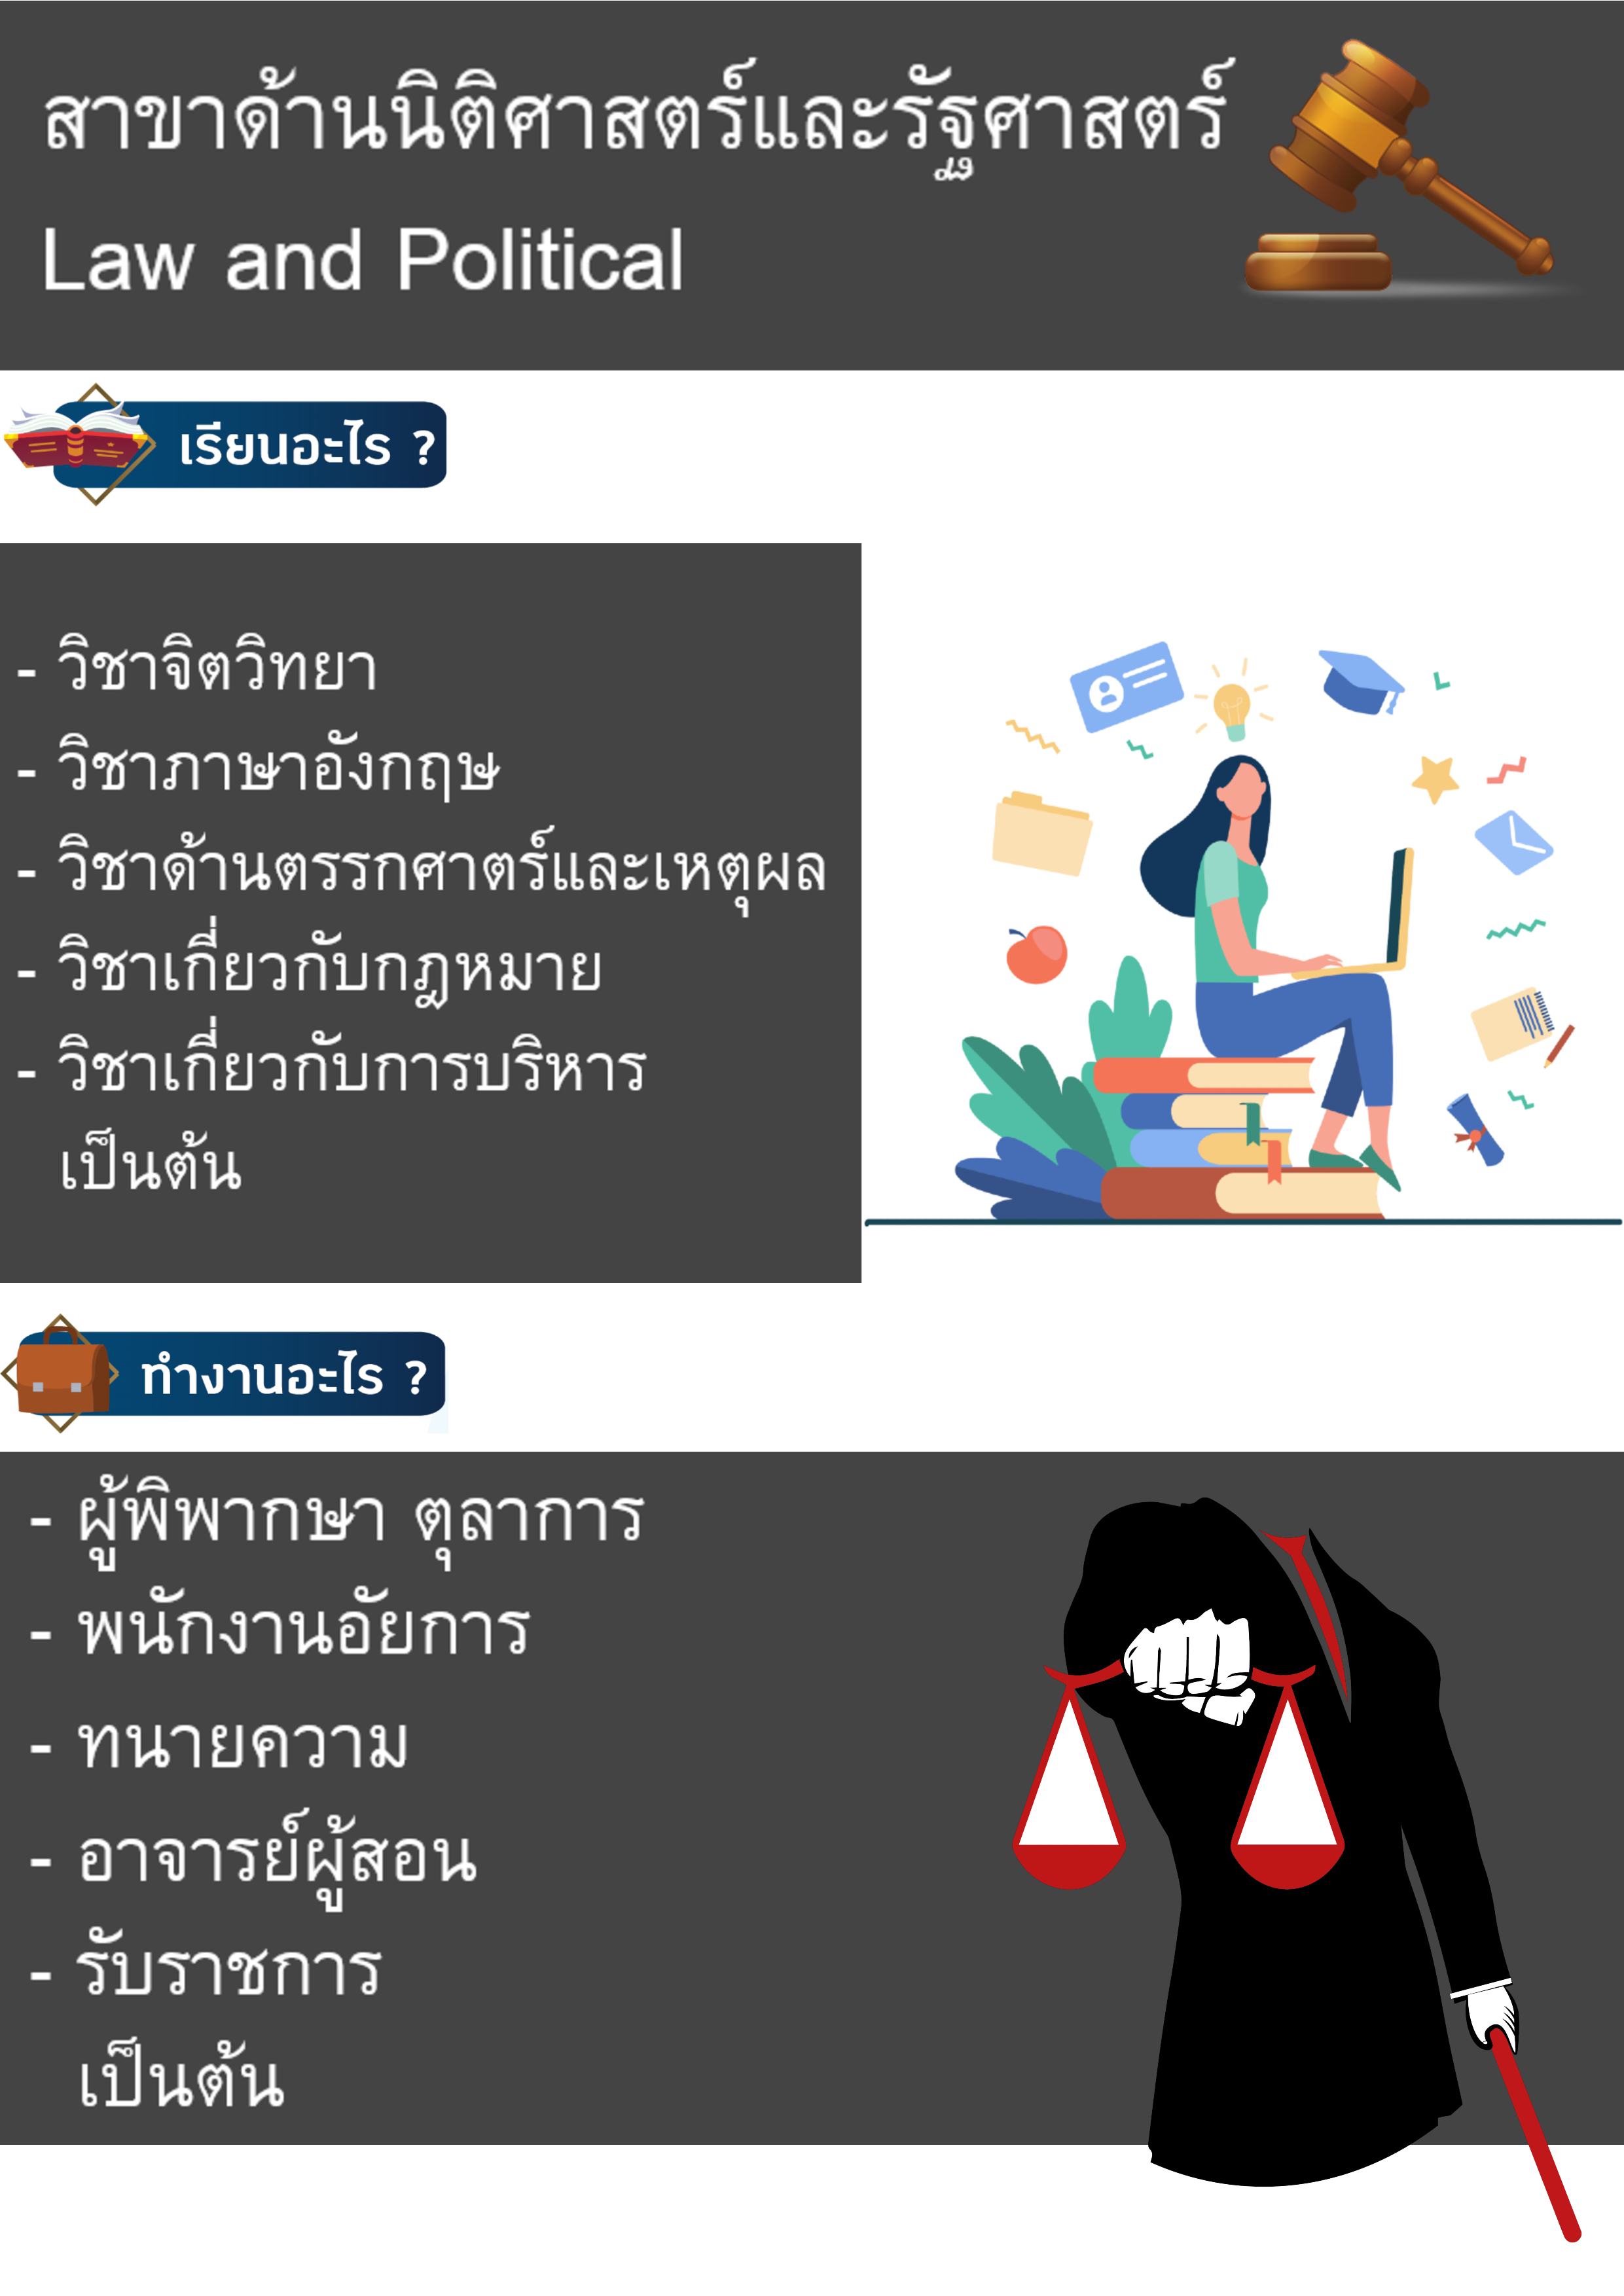 สาขาด้านนิติศาสตร์และรัฐศาสตร์
Law and Political
เรียนอะไร ?
- วิชาจิตวิทยา
- วิชาภาษาอังกฤษ
- วิชาด้านตรรกศาตร์และเหตุผล
- วิชาเกี่ยวกับกฎหมาย
- วิชาเกี่ยวกับการบริหาร
เป็นต้น
ทำงานอะไร ?
- ผู้พิพากษา ตุลาการ
- พนักงานอัยการ
- ทนายความ
- อาจารย์ผู้สอน
- รับราชการ
เป็นต้น